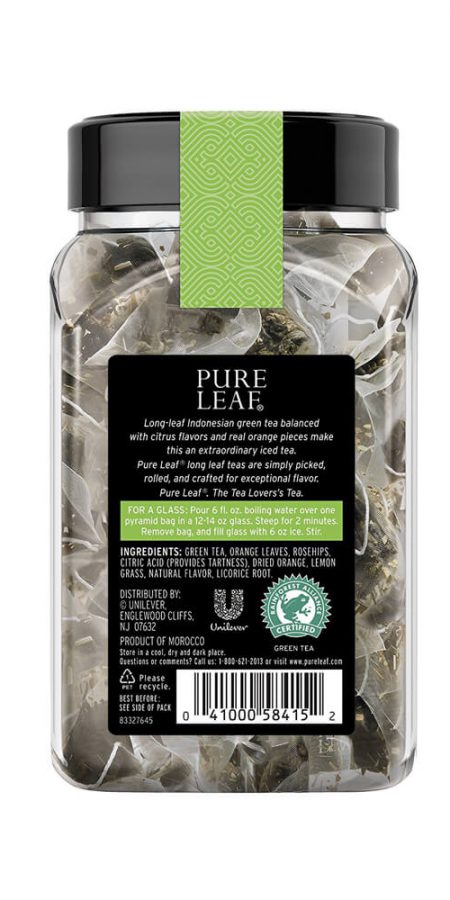 PURE
LEAF®
Long-leaf Indonesian green tea balanced
with citrus flavors and real orange pieces make
this an extraordinary iced tea.
Pure Leaf® long leaf teas are simply picked,
rolled, and crafted for exceptional flavor.
Pure Leaf®. The Tea Lovers's Tea.
FOR A GLASS: Pour 6 fl. oz. boiling water over one
pyramid bag in a 12-14 oz glass. Steep for 2 minutes.
Remove bag, and fill glass with 6 oz ice. Stir.
INGREDIENTS: GREEN TEA, ORANGE LEAVES, ROSEHIPS,
CITRIC ACID (PROVIDES TARTNESS), DRIED ORANGE, LEMON
GRASS, NATURAL FLAVOR, LICORICE ROOT.
DISTRIBUTED BY:
© UNILEVER,
ENGLEWOOD CLIFFS,
NJ 07632
Unilever
RAINFOREST ALLIANCE
CERTIFIED
GREEN TEA
PRODUCT OF MOROCCO
Store in a cool, dry and dark place.
Questions or comments? Call us: 1-800-621-2013 or visit www.pureleaf.com
PET
Please
recycle.
BEST BEFORE:
SEE SIDE OF PACK
83327645
0 41000 58415 2